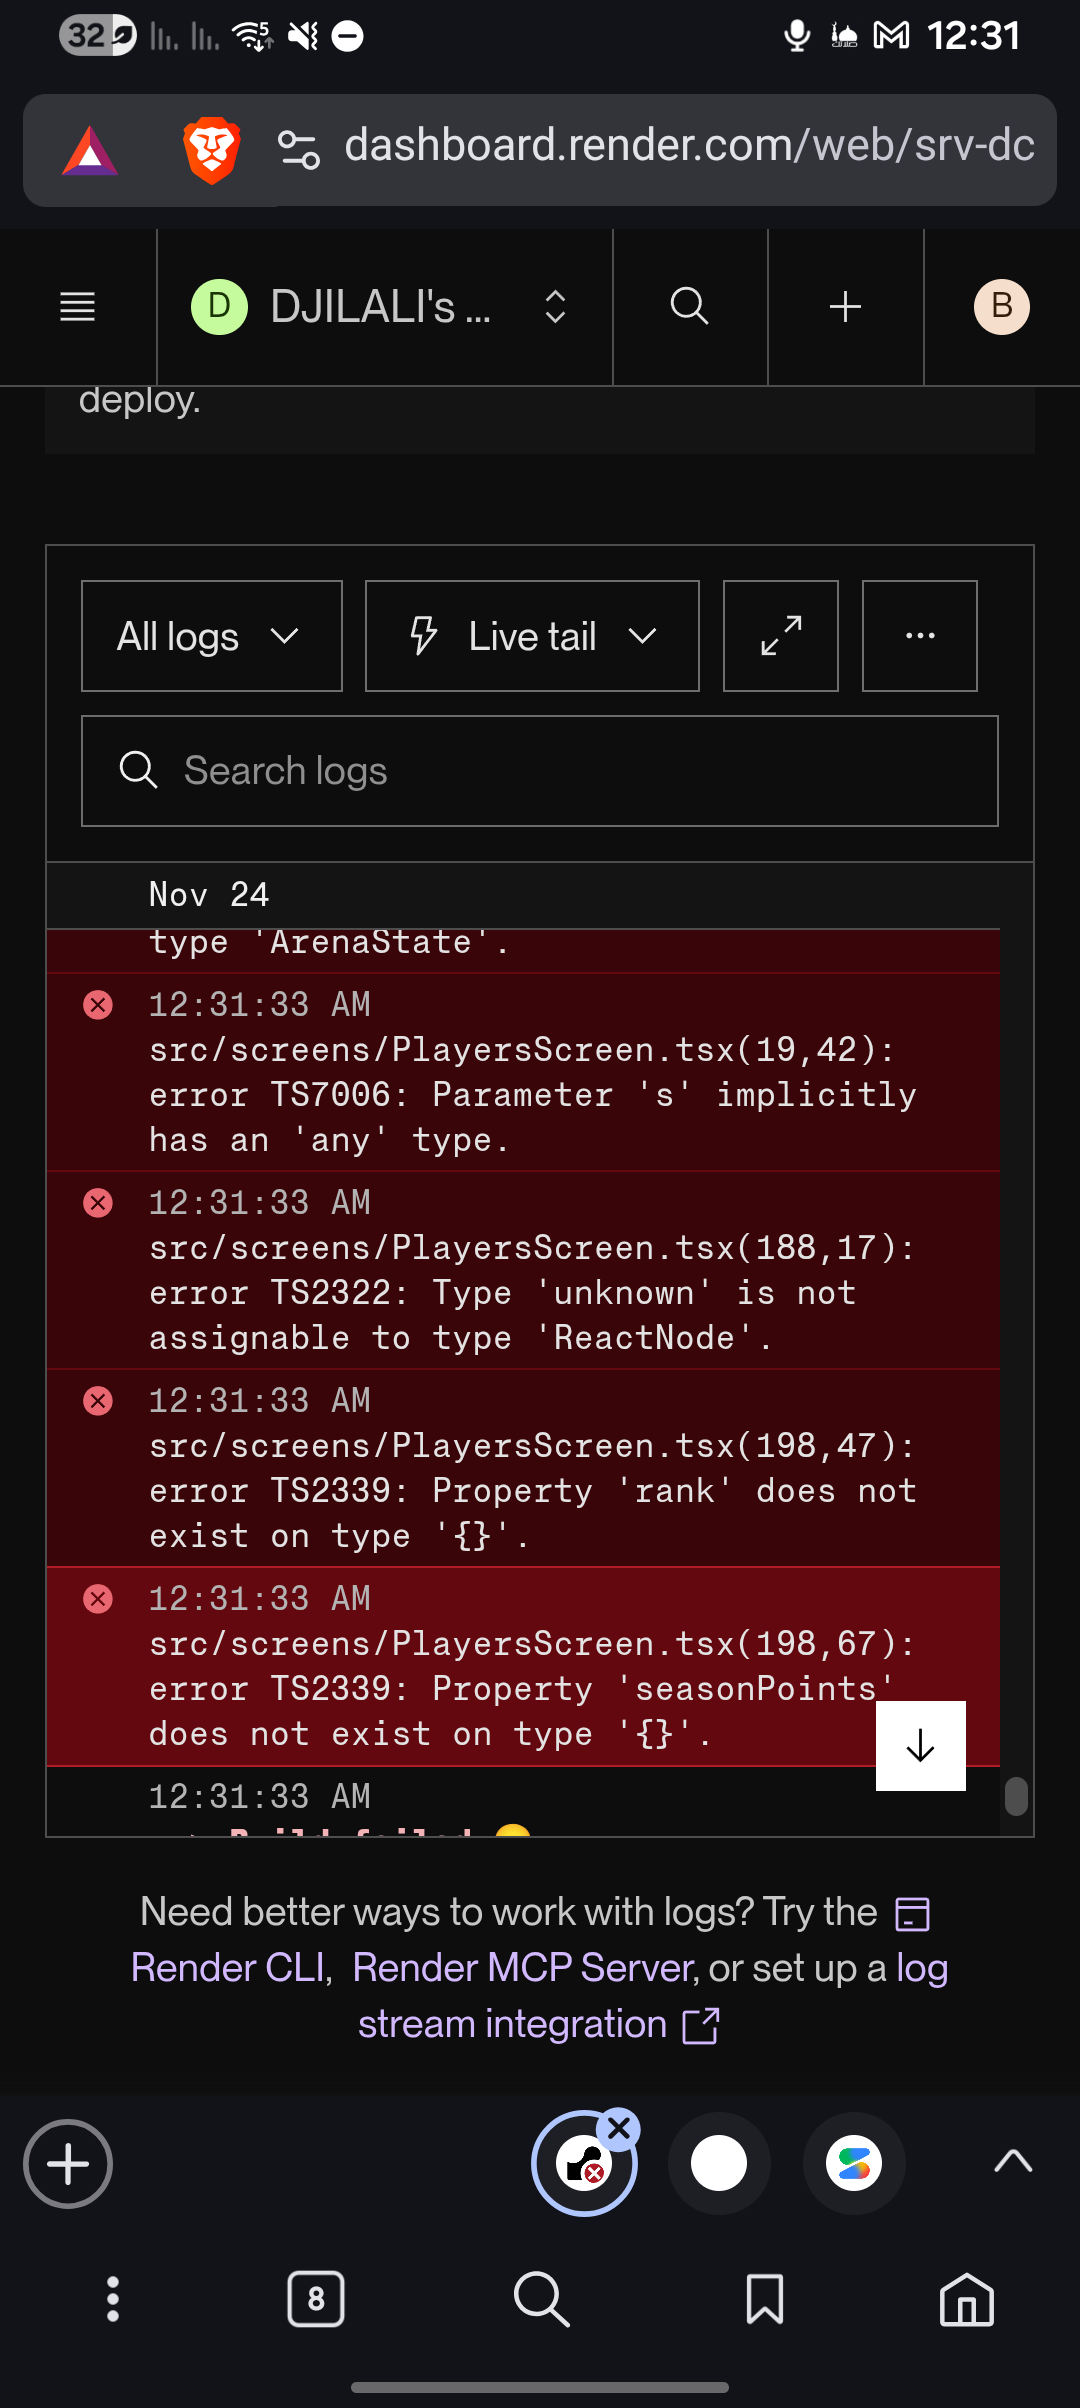 32
5
12:31
dashboard.render.com/web/srv-dc
D
DJILALI's ...
B
deploy.
All logs
Live tail
Search logs
Nov 24
type 'ArenaState'.
12:31:33 AM
src/screens/PlayersScreen.tsx(19,42):
error TS7006: Parameter 's' implicitly
has an 'any' type.
12:31:33 AM
src/screens/PlayersScreen.tsx(188,17):
error TS2322: Type 'unknown' is not
assignable to type 'ReactNode'.
12:31:33 AM
src/screens/PlayersScreen.tsx(198,47):
error TS2339: Property 'rank' does not
exist on type '{}'.
12:31:33 AM
src/screens/PlayersScreen.tsx(198,67):
error TS2339: Property 'seasonPoints'
does not exist on type '{}'.
12:31:33 AM
Build failed
Need better ways to work with logs? Try the
Render CLI, Render MCP Server, or set up a log
stream integration
8